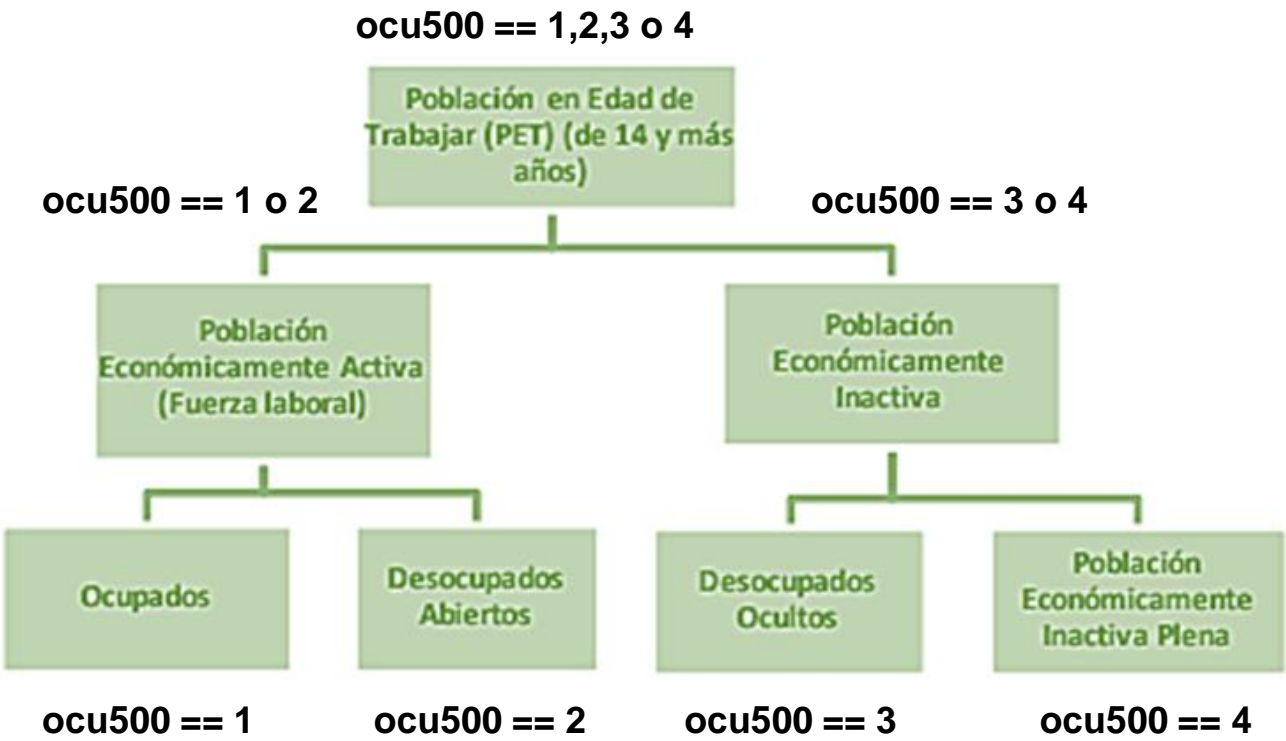 ocu500 == 1,2,3 o 4
Población en Edad de
Trabajar (PET) (de 14 y más
años)
ocu500 == 1 o 2
ocu500 == 3 o 4
Población
Económicamente Activa
(Fuerza laboral)
Población
Económicamente
Inactiva
Ocupados
Desocupados
Abiertos
Desocupados
Ocultos
Población
Económicamente
Inactiva Plena
ocu500 == 1
ocu500 == 2
ocu500 == 3
ocu500 == 4